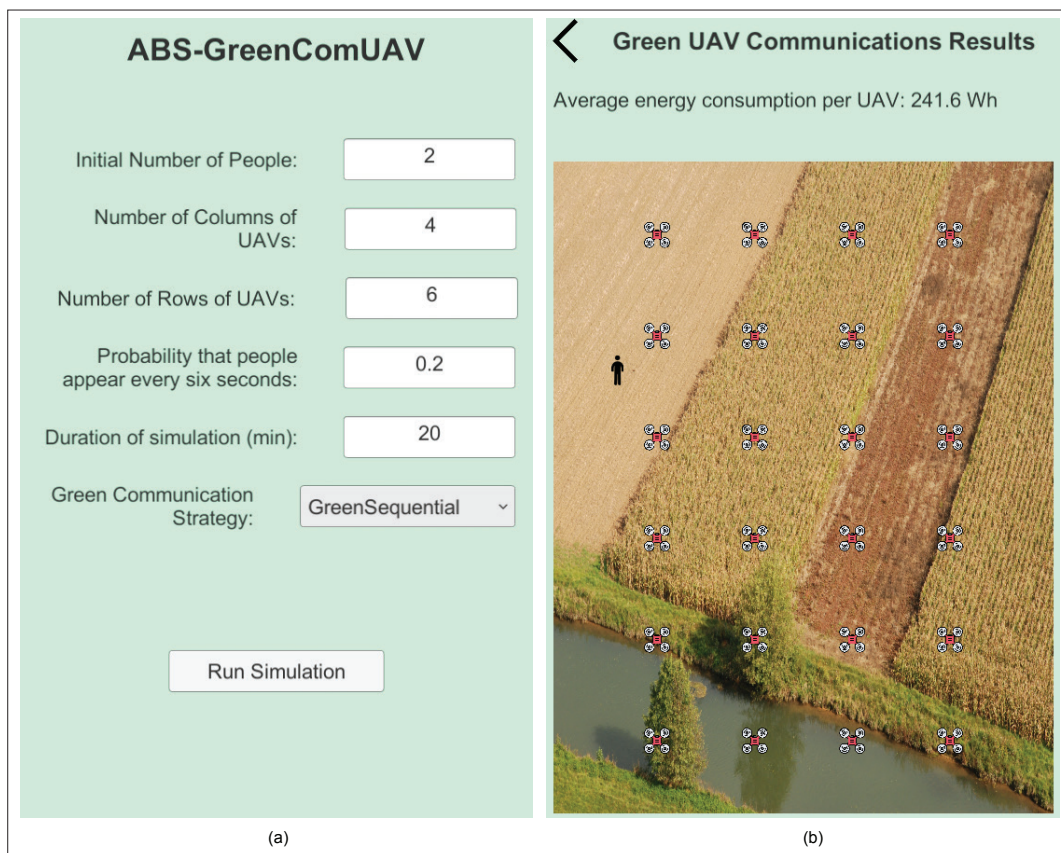 ABS-GreenComUAV
Initial Number of People:
2
Number of Columns of
UAVs:
4
Number of Rows of UAVs:
6
Probability that people
appear every six seconds:
0.2
Duration of simulation (min):
20
Green Communication
Strategy:
GreenSequential
Run Simulation
(a)
Green UAV Communications Results
Average energy consumption per UAV: 241.6 Wh
(b)